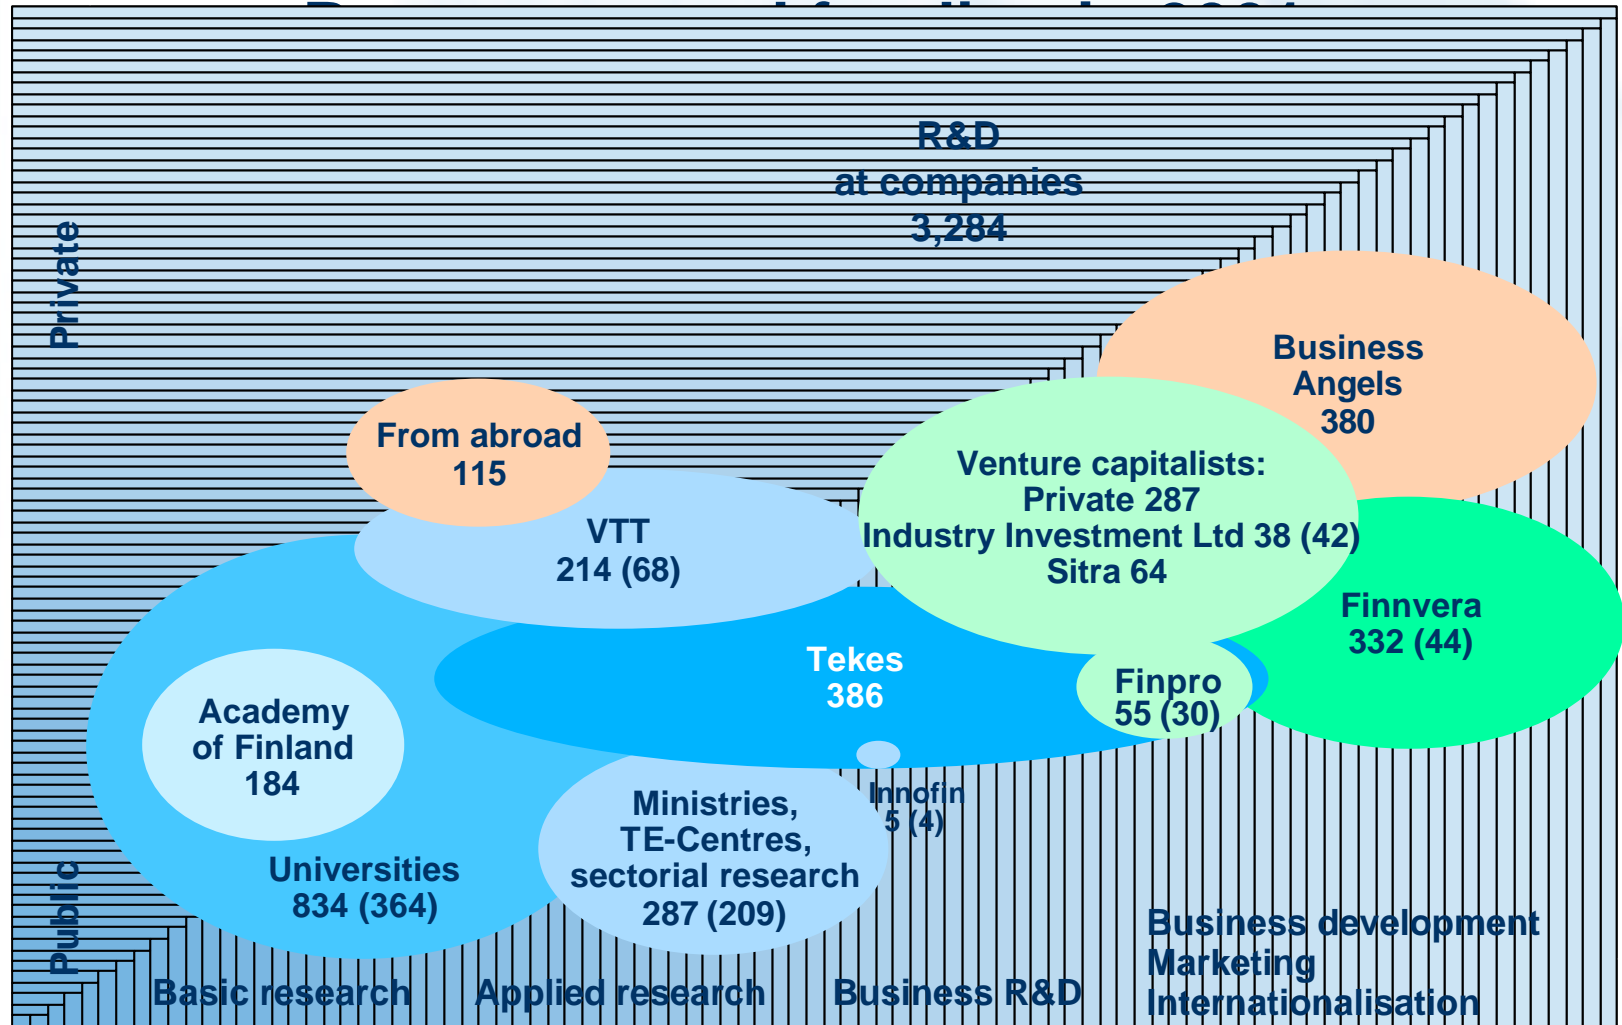 R&D
at companies
3,284
Private
Business
Angels
380
From abroad
115
Venture capitalists:
Private 287
Industry Investment Ltd 38 (42)
Sitra 64
VTT
214 (68)
Finnvera
332 (44)
Tekes
386
Finpro
55 (30)
Academy
of Finland
184
Innofin
5 (4)
Ministries,
TE-Centres,
sectorial research
287 (209)
Universities
834 (364)
Public
Basic research
Applied research
Business R&D
Business development
Marketing
Internationalisation